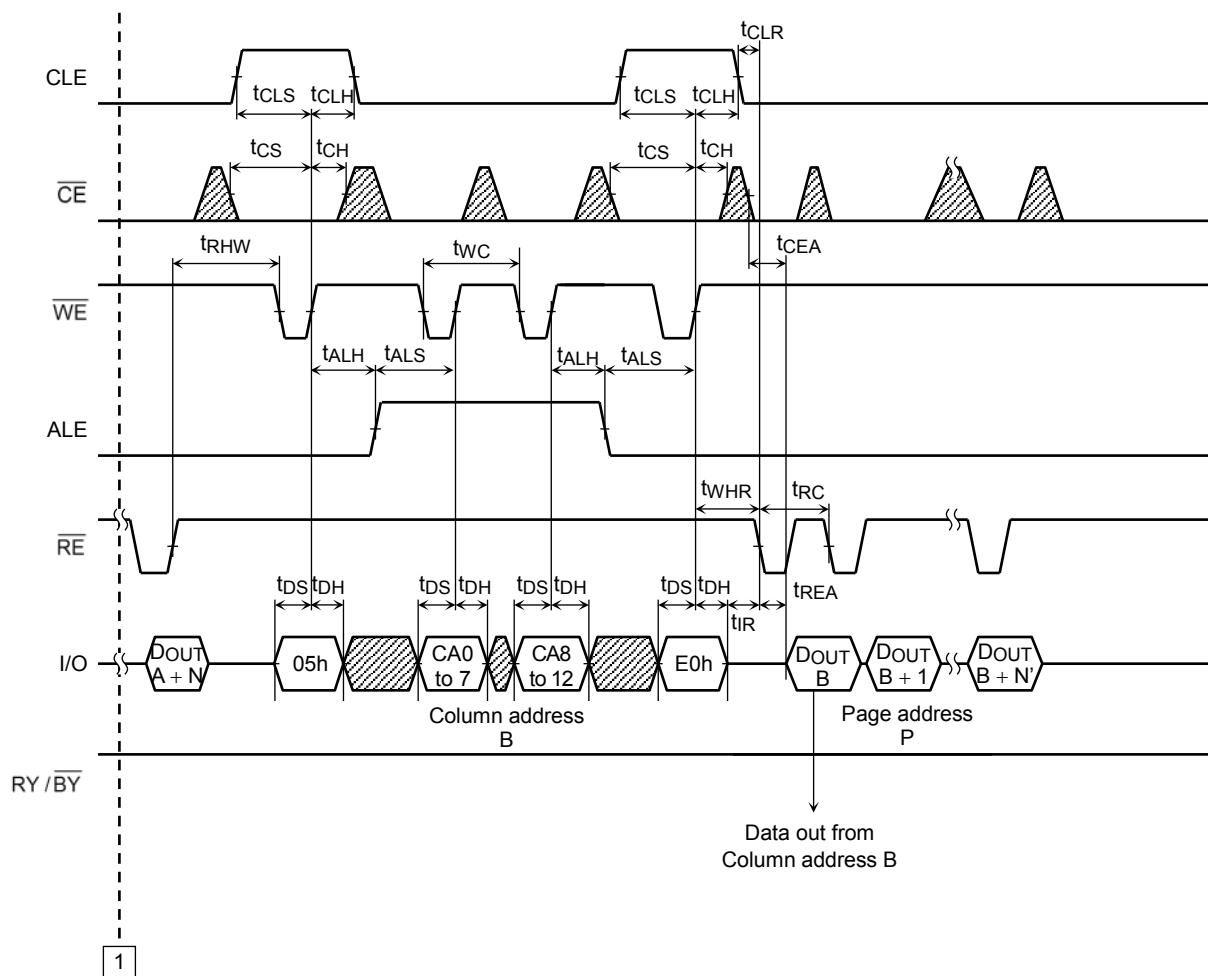 tCLR
CLE
tCLS tCLH tCLS tCLH
tCS tCH tCS tCH
CE
tRHW tWC tCEA
WE
tALH tALS tALH tALS
ALE
tWHR tRC
RE
tDS tDH tDS tDH tDS tDH tDS tDH tREA
tIR
I/O
DOUT
A + N
05h
CA0
to 7
CA8
to 12
E0h
DOUT
B
DOUT
B + 1
DOUT
B + N’
Column address
B
Page address
P
RY / BY
Data out from
Column address B
1